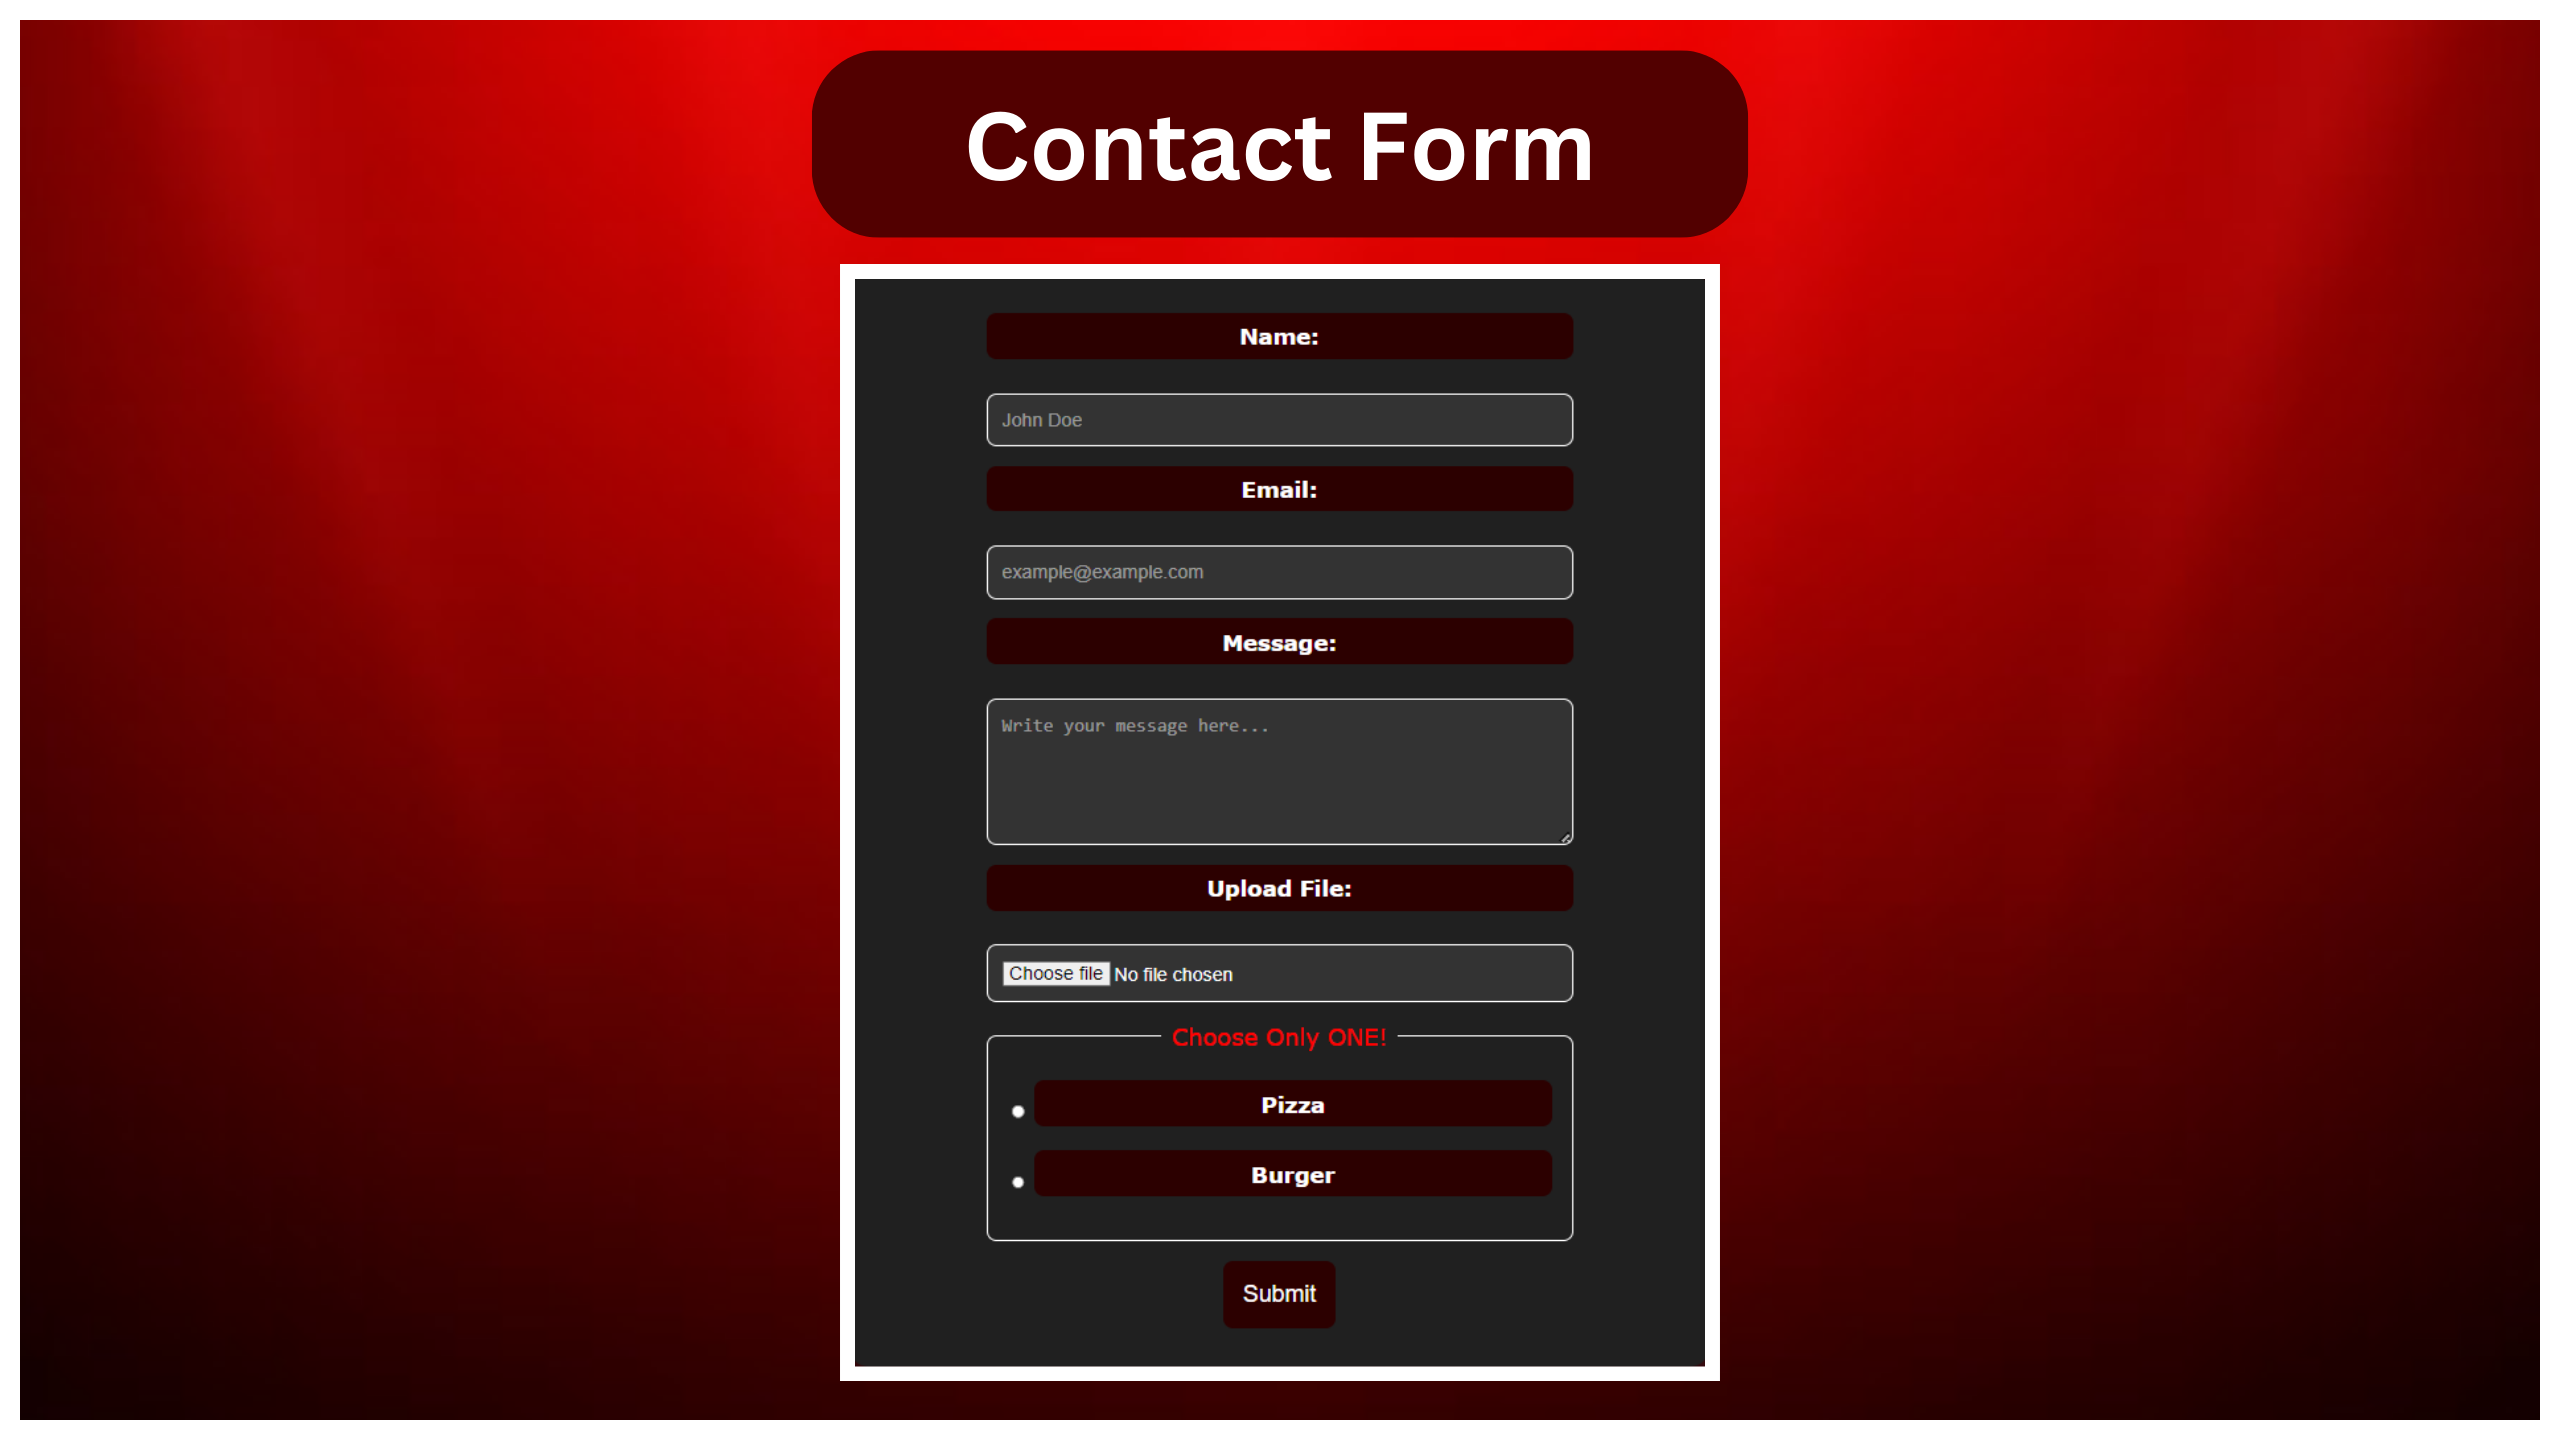 Contact Form
Name:
John Doe
Email:
example@example.com
Message:
Write your message here...
Upload File:
Choose file No file chosen
Choose Only ONE!
Pizza
Burger
Submit